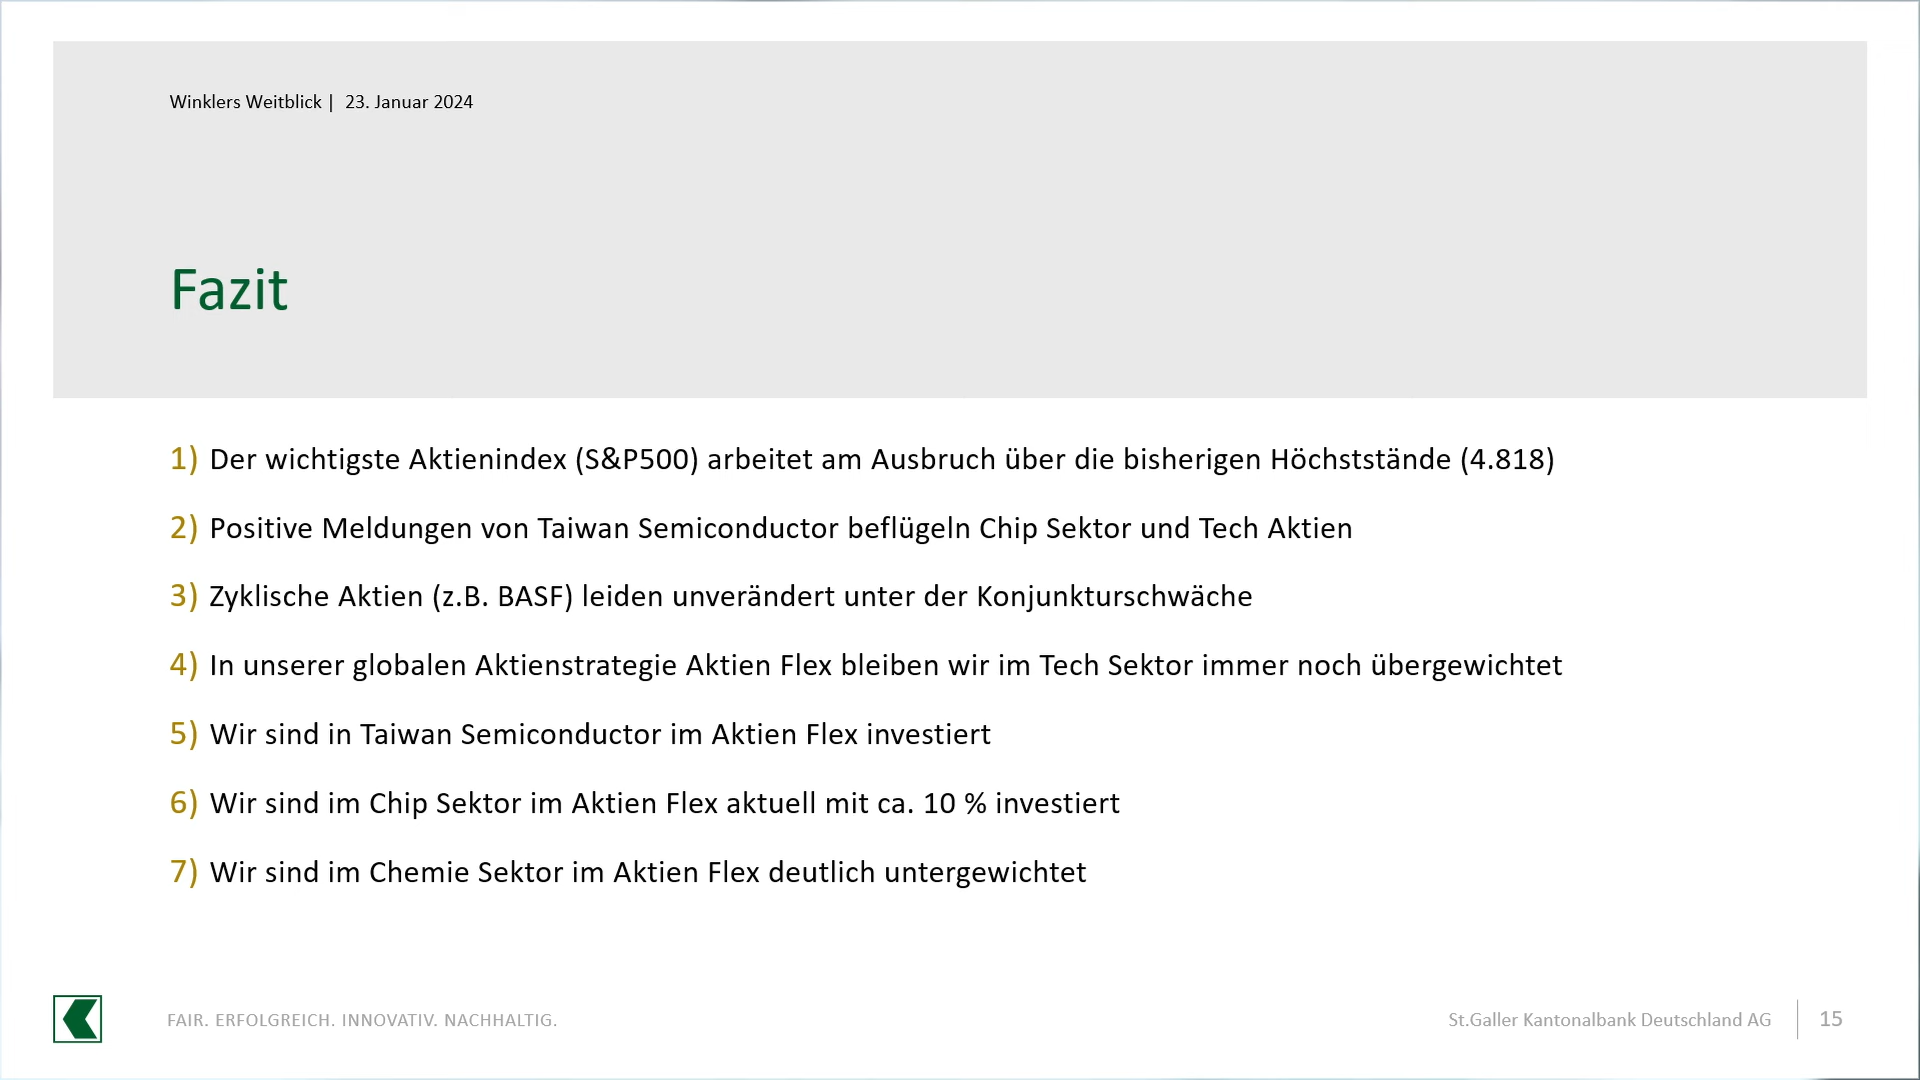 Winklers Weitblick | 23. Januar 2024
Fazit
1) Der wichtigste Aktienindex (S&P500) arbeitet am Ausbruch über die bisherigen Höchststände (4.818)
2) Positive Meldungen von Taiwan Semiconductor beflügeln Chip Sektor und Tech Aktien
3) Zyklische Aktien (z.B. BASF) leiden unverändert unter der Konjunkturschwäche
4) In unserer globalen Aktienstrategie Aktien Flex bleiben wir im Tech Sektor immer noch übergewichtet
5) Wir sind in Taiwan Semiconductor im Aktien Flex investiert
6) Wir sind im Chip Sektor im Aktien Flex aktuell mit ca. 10 % investiert
7) Wir sind im Chemie Sektor im Aktien Flex deutlich untergewichtet
FAIR. ERFOLGREICH. INNOVATIV. NACHHALTIG.
St.Galler Kantonalbank Deutschland AG | 15